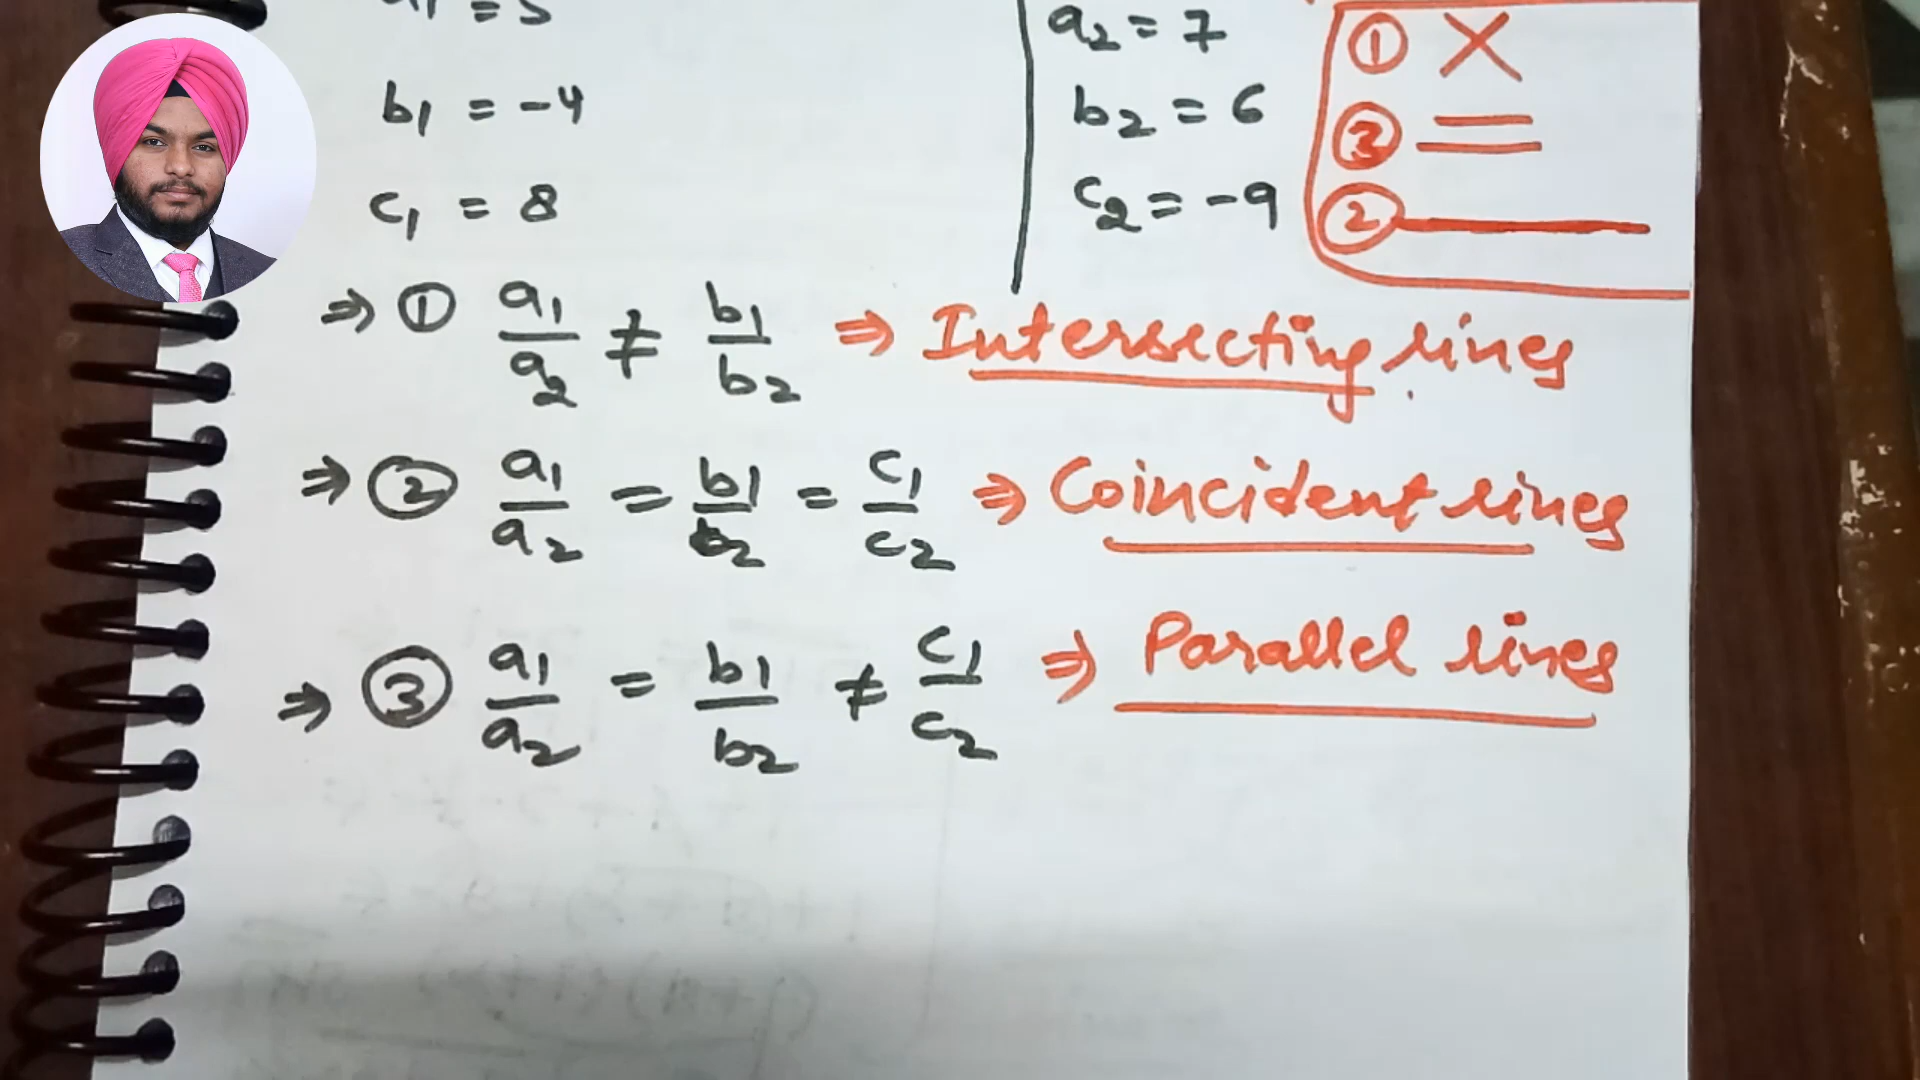 a1 = 5
b1 = -4
c1 = 8
a2 = 7
b2 = 6
c2 = -9
①
③
②
⇒ ① a1/a2 ≠ b1/b2 ⇒ Intersecting lines
⇒ ② a1/a2 = b1/b2 = c1/c2 ⇒ Coincident lines
⇒ ③ a1/a2 = b1/b2 ≠ c1/c2 ⇒ Parallel lines